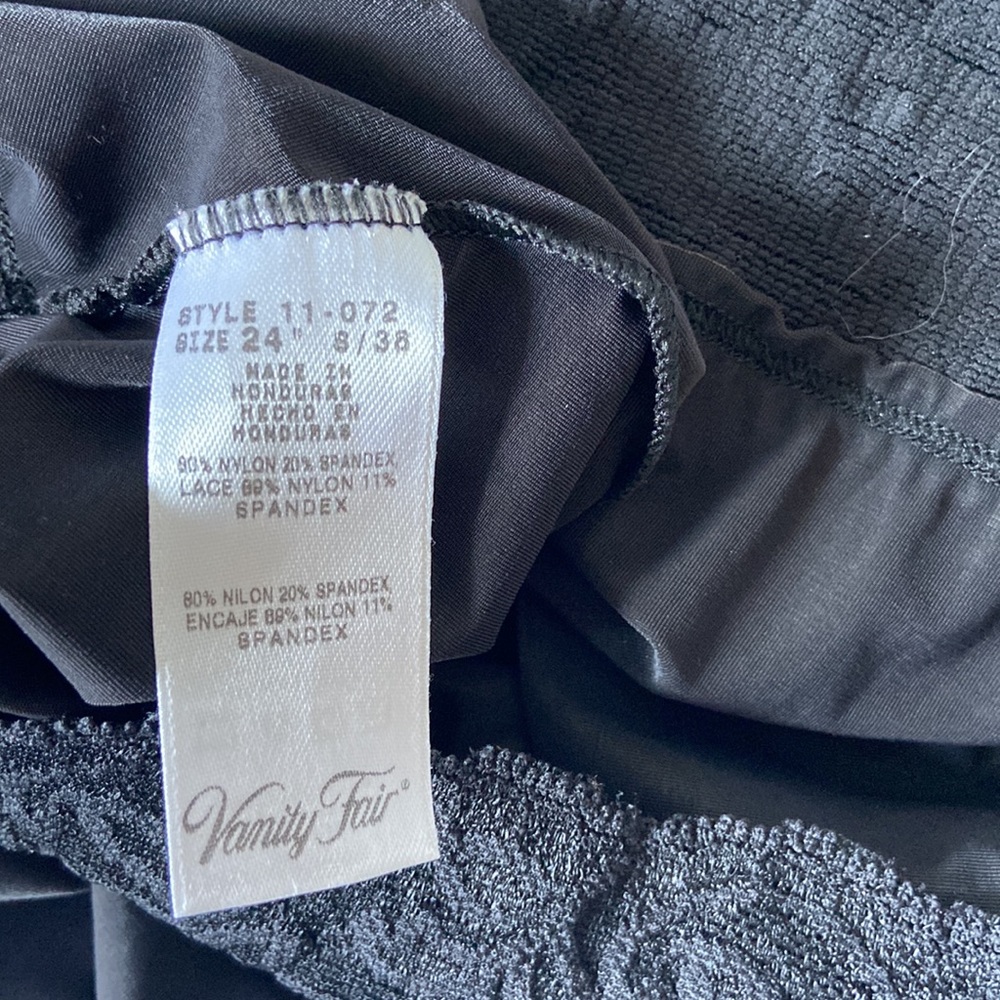 STYLE 11-072
SIZE 24" S/36
MADE IN
HONDURAS
HECHO EN
HONDURAS
80% NYLON 20% SPANDEX
LACE 89% NYLON 11%
SPANDEX
80% NILON 20% SPANDEX
ENCAJE 89% NILON 11%
SPANDEX
Vanity Fair®